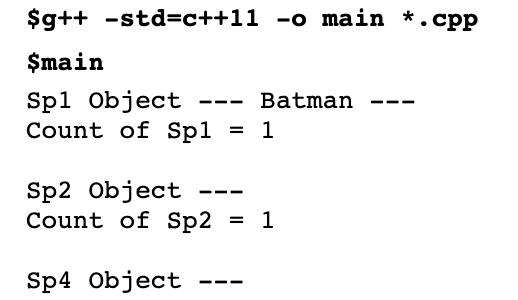 $g++ -std=c++11 -o main *.cpp
$main
Sp1 Object --- Batman ---
Count of Sp1 = 1
Sp2 Object ---
Count of Sp2 = 1
Sp4 Object ---